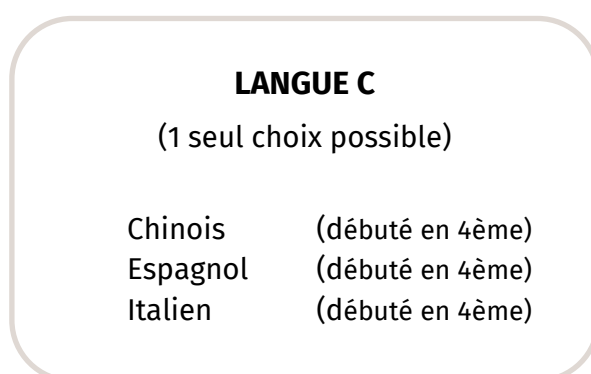 LANGUE C
(1 seul choix possible)
Chinois (débuté en 4ème)
Espagnol (débuté en 4ème)
Italien (débuté en 4ème)